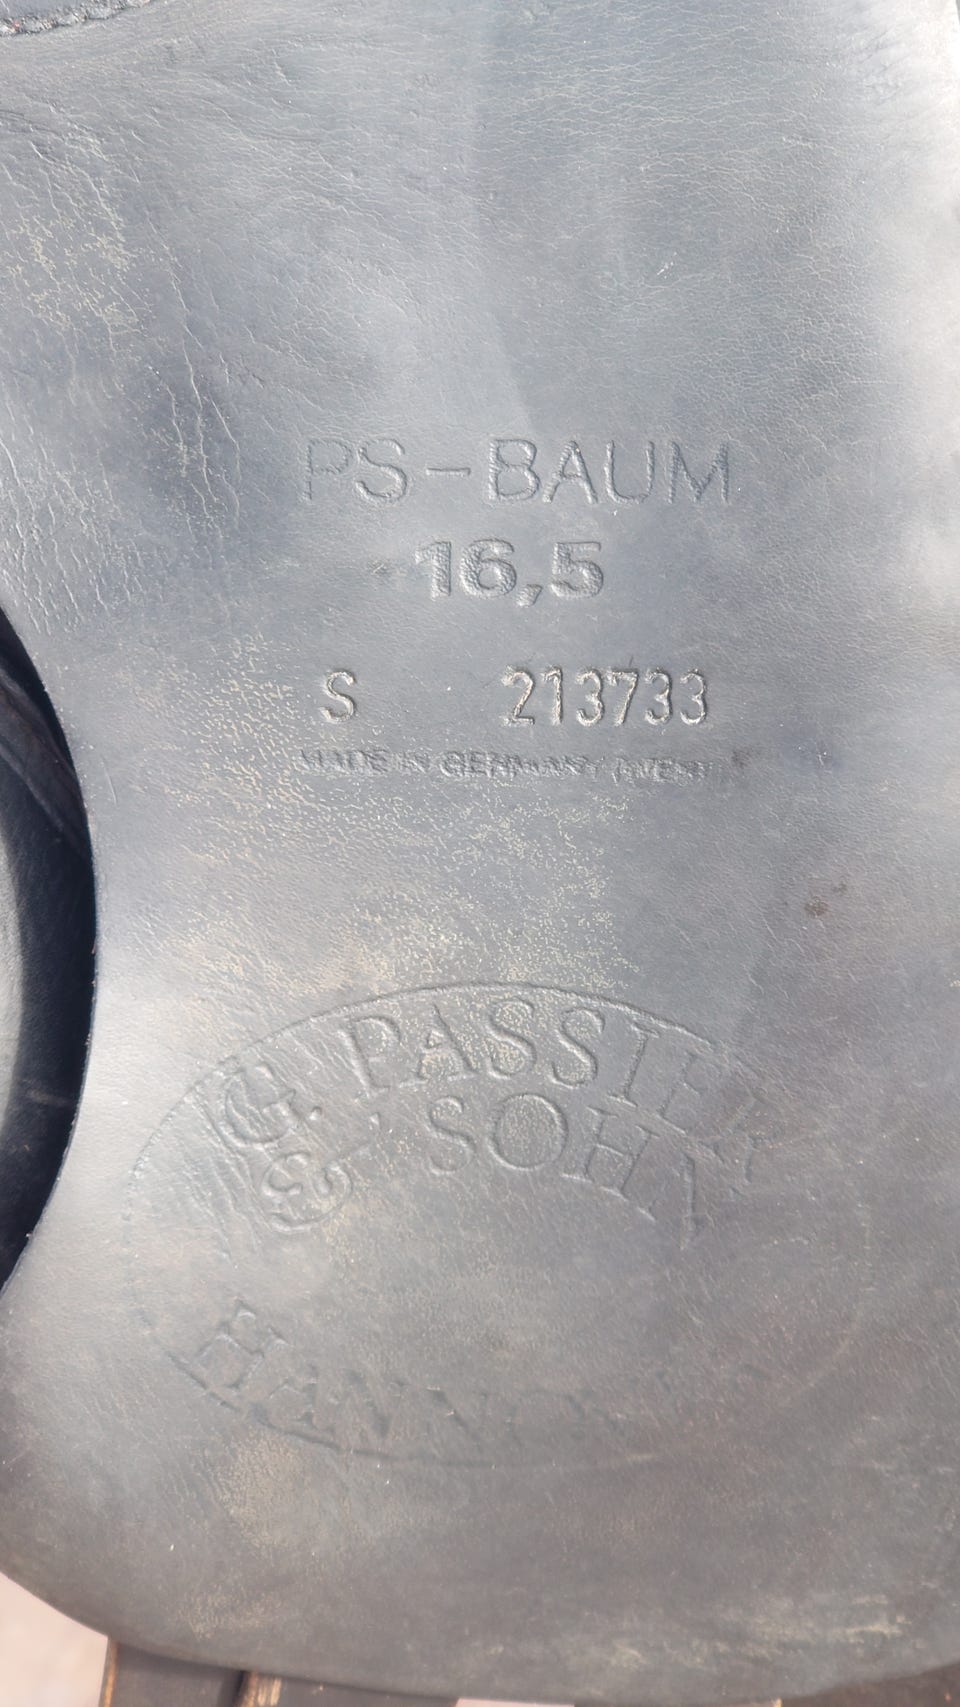 PS-BAUM
16,5
S 213733
MADE IN GERMANY (WEST)
G. PASSIER
& SOHN
HANNOVER